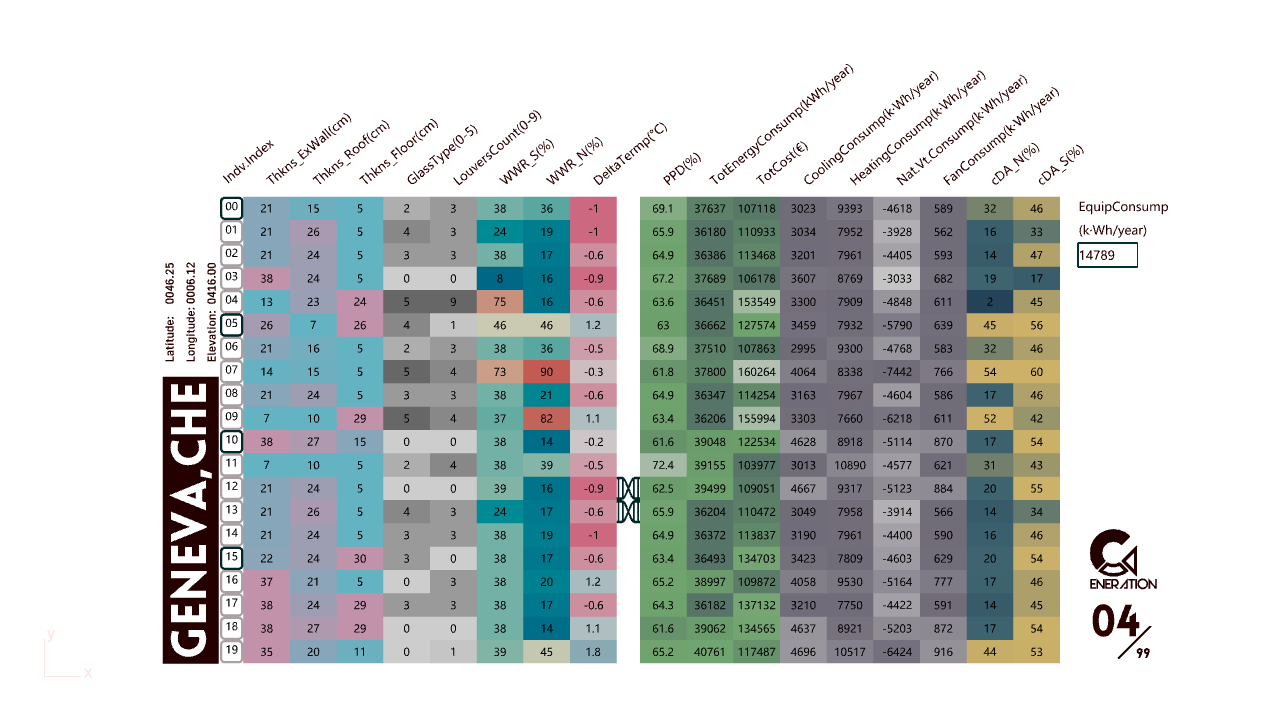 Indv.Index Thkns_ExWall(cm) Thkns_Roof(cm) Thkns_Floor(cm) GlassType(0-5) LouversCount(0-9) WWR_S(%) WWR_N(%) DeltaTermp(°C) PPD(%) TotEnergyConsump(kWh/year) TotCost(€) CoolingConsump(k·Wh/year) HeatingConsump(k·Wh/year) Nat.Vt.Consump(k·Wh/year) FanConsump(k·Wh/year) cDA_N(%) cDA_S(%)
00 21 15 5 2 3 38 36 -1 69.1 37637 107118 3023 9393 -4618 589 32 46
01 21 26 5 4 3 24 19 -1 65.9 36180 110933 3034 7952 -3928 562 16 33
02 21 24 5 3 3 38 17 -0.6 64.9 36386 113468 3201 7961 -4405 593 14 47
03 38 24 5 0 0 8 16 -0.9 67.2 37689 106178 3607 8769 -3033 682 19 17
04 13 23 24 5 9 75 16 -0.6 63.6 36451 153549 3300 7909 -4848 611 2 45
05 26 7 26 4 1 46 46 1.2 63 36662 127574 3459 7932 -5790 639 45 56
06 21 16 5 2 3 38 36 -0.5 68.9 37510 107863 2995 9300 -4768 583 32 46
07 14 15 5 5 4 73 90 -0.3 61.8 37800 160264 4064 8338 -7442 766 54 60
08 21 24 5 3 3 38 21 -0.6 64.9 36347 114254 3163 7967 -4604 586 17 46
09 7 10 29 5 4 37 82 1.1 63.4 36206 155994 3303 7660 -6218 611 52 42
10 38 27 15 0 0 38 14 -0.2 61.6 39048 122534 4628 8918 -5114 870 17 54
11 7 10 5 2 4 38 39 -0.5 72.4 39155 103977 3013 10890 -4577 621 31 43
12 21 24 5 0 0 39 16 -0.9 62.5 39499 109051 4667 9317 -5123 884 20 55
13 21 26 5 4 3 24 17 -0.6 65.9 36204 110472 3049 7958 -3914 566 14 34
14 21 24 5 3 3 38 19 -1 64.9 36372 113837 3190 7961 -4400 590 16 46
15 22 24 30 3 0 38 17 -0.6 63.4 36493 134703 3423 7809 -4603 629 20 54
16 37 21 5 0 3 38 20 1.2 65.2 38997 109872 4058 9530 -5164 777 17 46
17 38 24 29 3 3 38 17 -0.6 64.3 36182 137132 3210 7750 -4422 591 14 45
18 38 27 29 0 0 38 14 1.1 61.6 39062 134565 4637 8921 -5203 872 17 54
19 35 20 11 0 1 39 45 1.8 65.2 40761 117487 4696 10517 -6424 916 44 53
EquipConsump
(k·Wh/year)
14789
Latitude: 0046.25
Longitude: 0006.12
Elevation: 0416.00
GENEVA,CHE
ENERATION
04/99
y
x